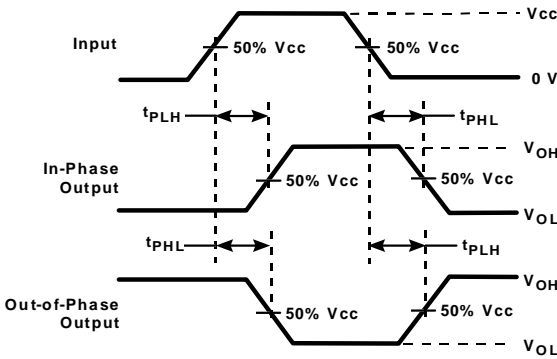 Vcc
Input
50% Vcc
50% Vcc
0 V
tPLH
tPHL
VOH
In-Phase
Output
50% Vcc
50% Vcc
VOL
tPHL
tPLH
VOH
Out-of-Phase
Output
50% Vcc
50% Vcc
VOL